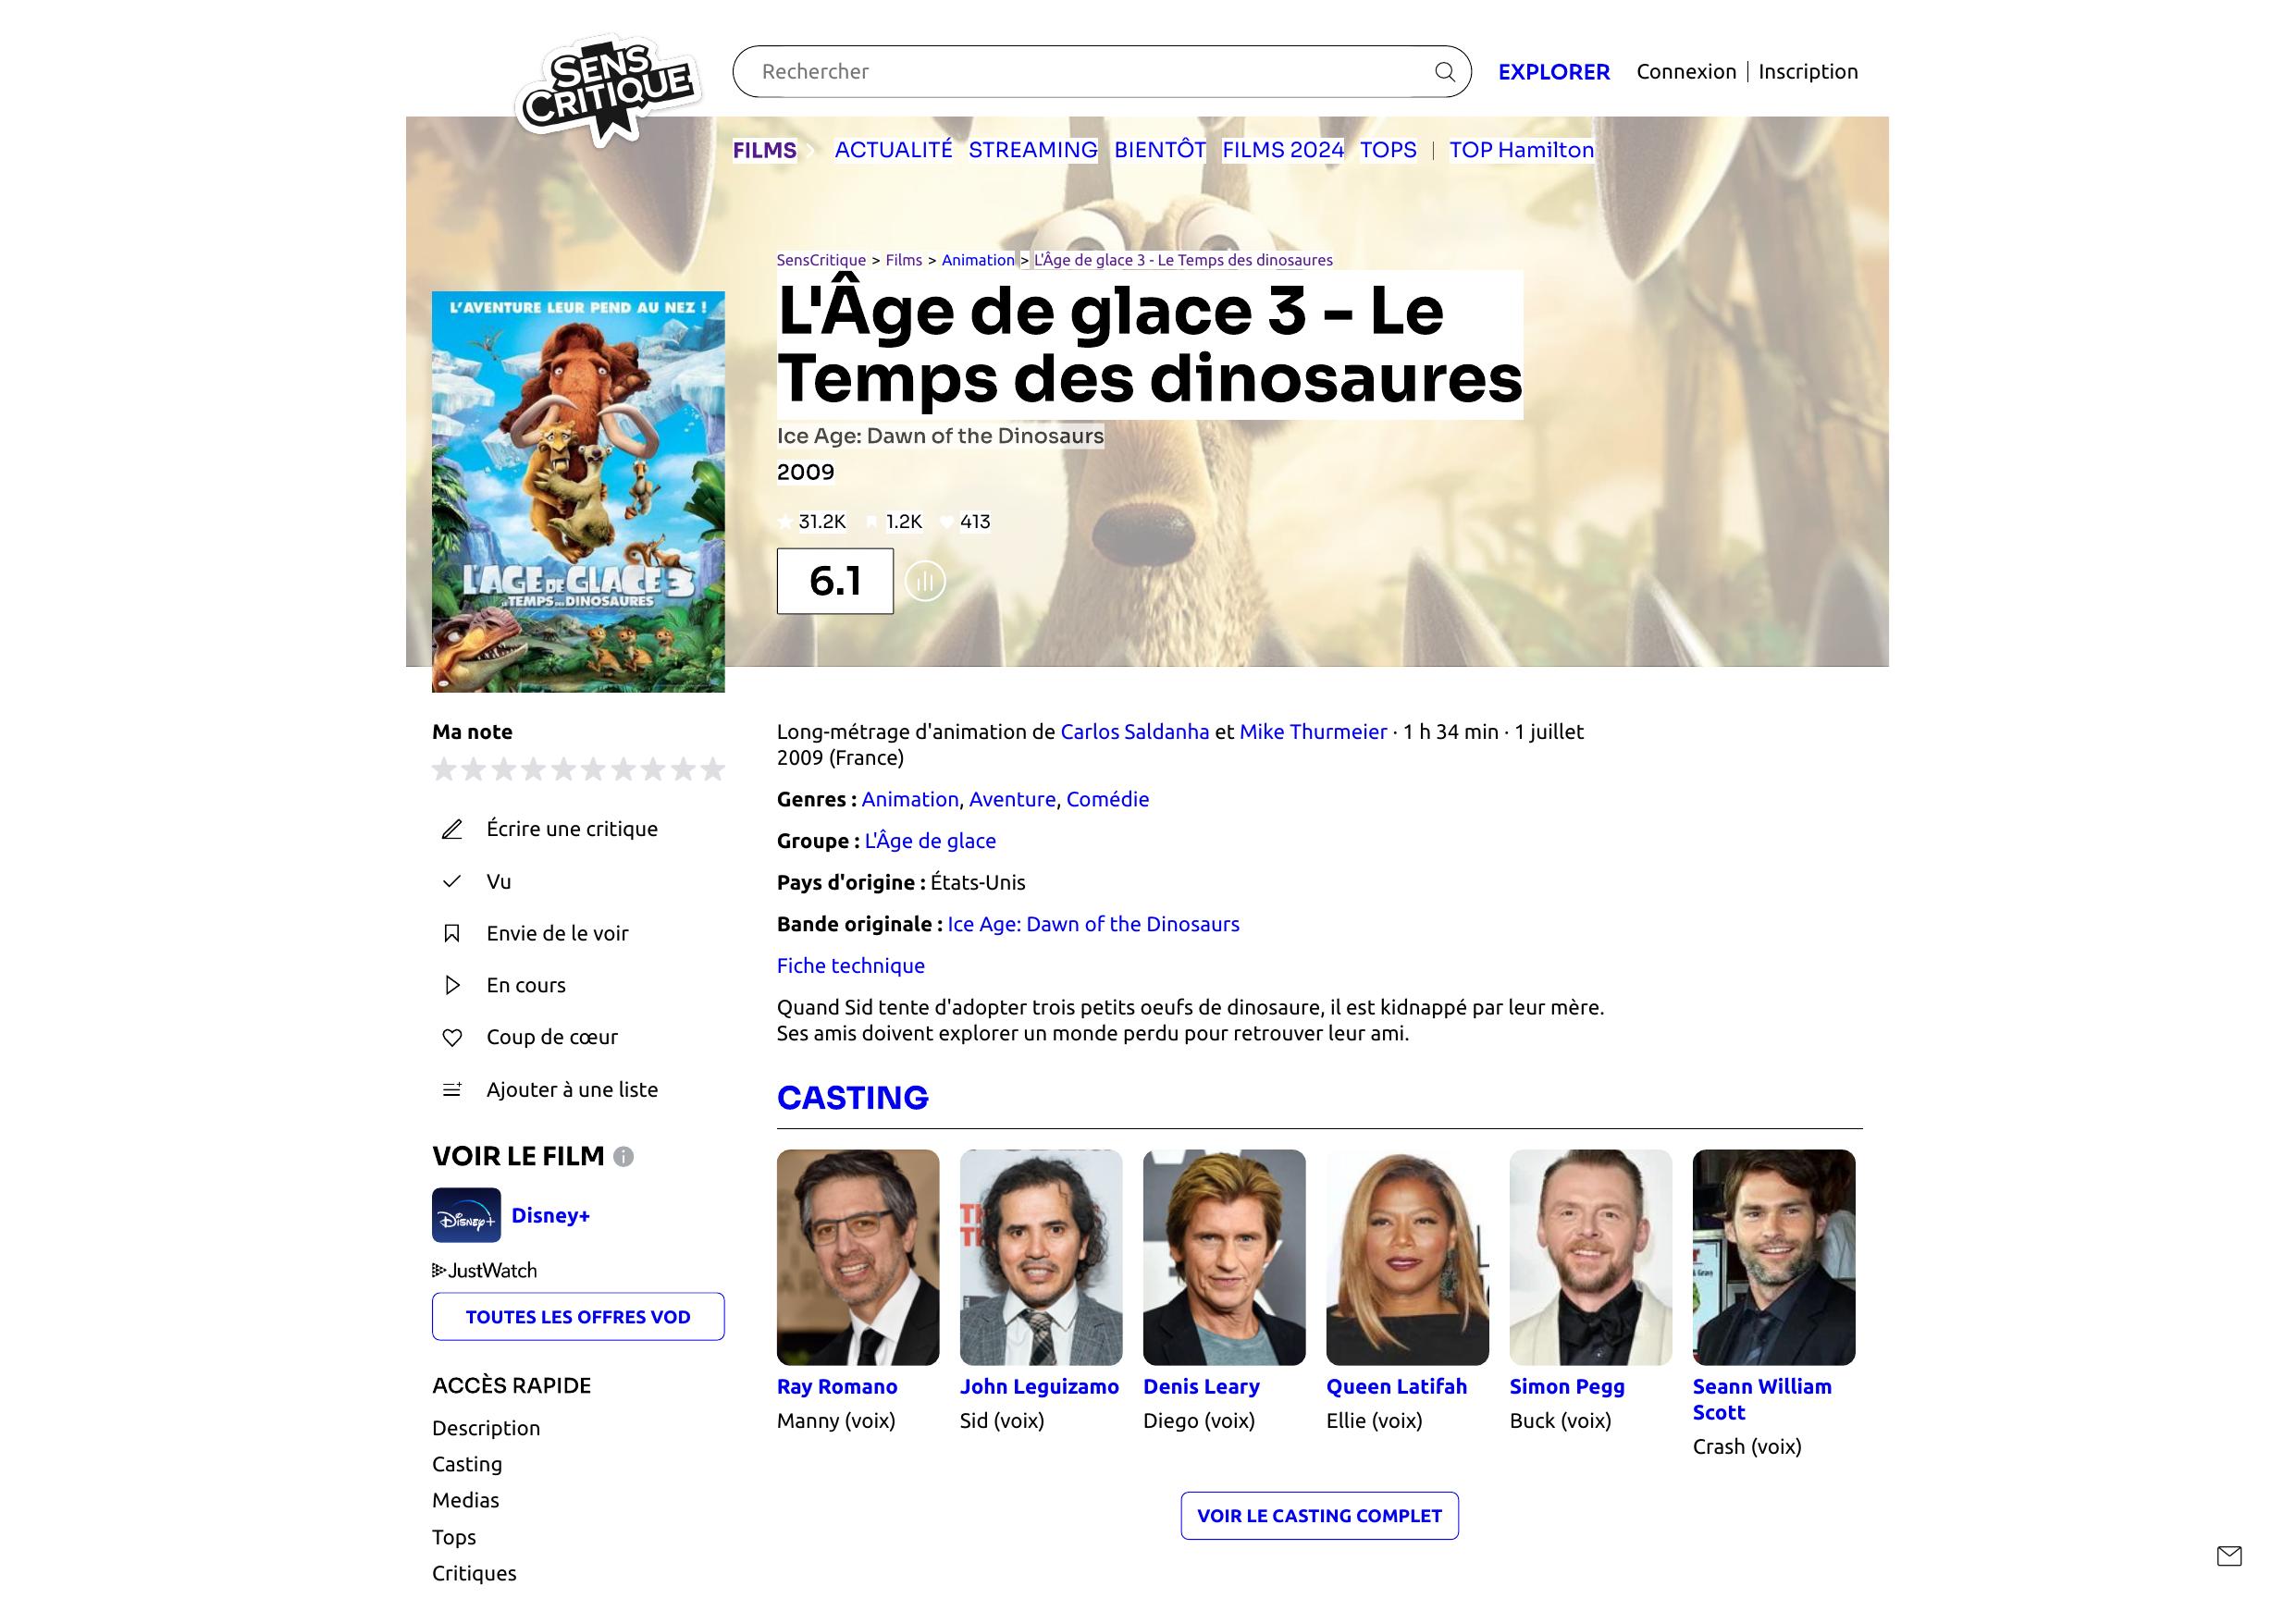 SENS
CRITIQUE
Rechercher
EXPLORER
Connexion
Inscription
FILMS
ACTUALITÉ
STREAMING
BIENTÔT
FILMS 2024
TOPS
TOP Hamilton
SensCritique > Films > Animation > L'Âge de glace 3 - Le Temps des dinosaures
L'Âge de glace 3 - Le
Temps des dinosaures
Ice Age: Dawn of the Dinosaurs
2009
31.2K
1.2K
413
6.1
L'AVENTURE LEUR PEND AU NEZ !
L'AGE DE GLACE 3
LE TEMPS DES DINOSAURES
Ma note
Écrire une critique
Vu
Envie de le voir
En cours
Coup de cœur
Ajouter à une liste
VOIR LE FILM
Disney+
Disney+
JustWatch
TOUTES LES OFFRES VOD
ACCÈS RAPIDE
Description
Casting
Medias
Tops
Critiques
Long-métrage d'animation de Carlos Saldanha et Mike Thurmeier · 1 h 34 min · 1 juillet
2009 (France)
Genres : Animation, Aventure, Comédie
Groupe : L'Âge de glace
Pays d'origine : États-Unis
Bande originale : Ice Age: Dawn of the Dinosaurs
Fiche technique
Quand Sid tente d'adopter trois petits oeufs de dinosaure, il est kidnappé par leur mère.
Ses amis doivent explorer un monde perdu pour retrouver leur ami.
CASTING
Ray Romano
Manny (voix)
John Leguizamo
Sid (voix)
Denis Leary
Diego (voix)
Queen Latifah
Ellie (voix)
Simon Pegg
Buck (voix)
Seann William
Scott
Crash (voix)
VOIR LE CASTING COMPLET